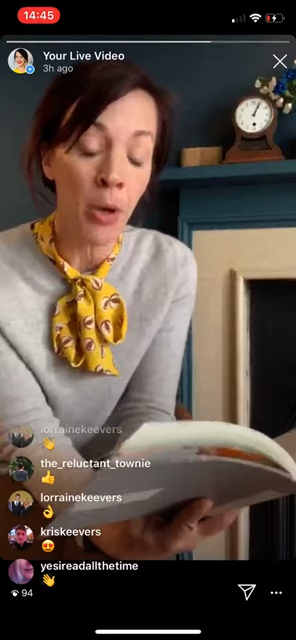 14:45
Your Live Video
3h ago
lorrainekeevers
the_reluctant_townie
lorrainekeevers
kriskeevers
yesireadallthetime
94